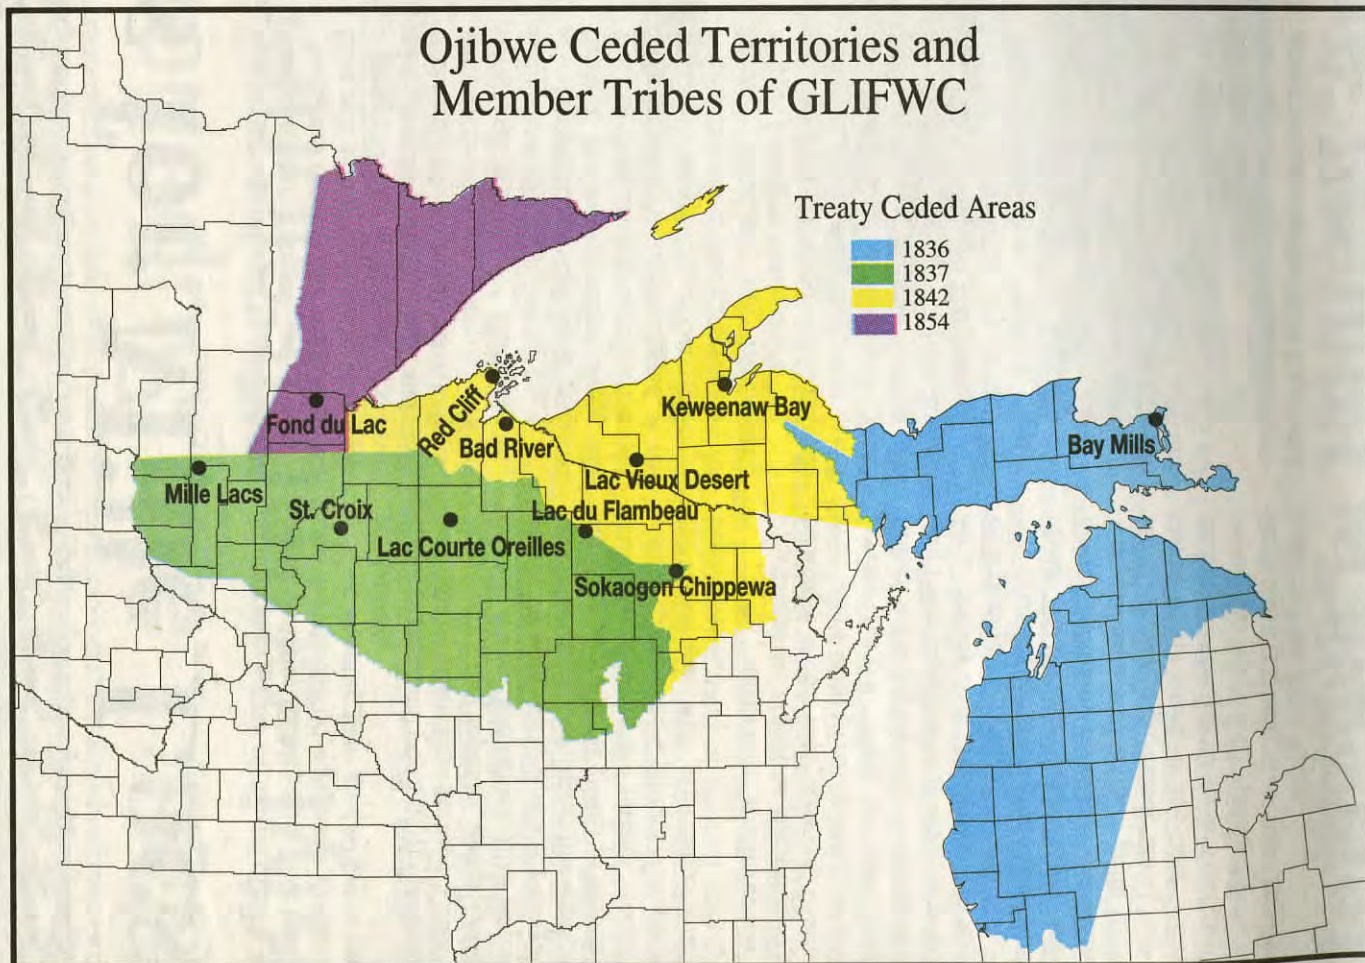 Ojibwe Ceded Territories and
Member Tribes of GLIFWC
Treaty Ceded Areas
1836
1837
1842
1854
Fond du Lac
Red Cliff
Bad River
Keweenaw Bay
Bay Mills
Mille Lacs
St. Croix
Lac Vieux Desert
Lac du Flambeau
Lac Courte Oreilles
Sokaogon Chippewa